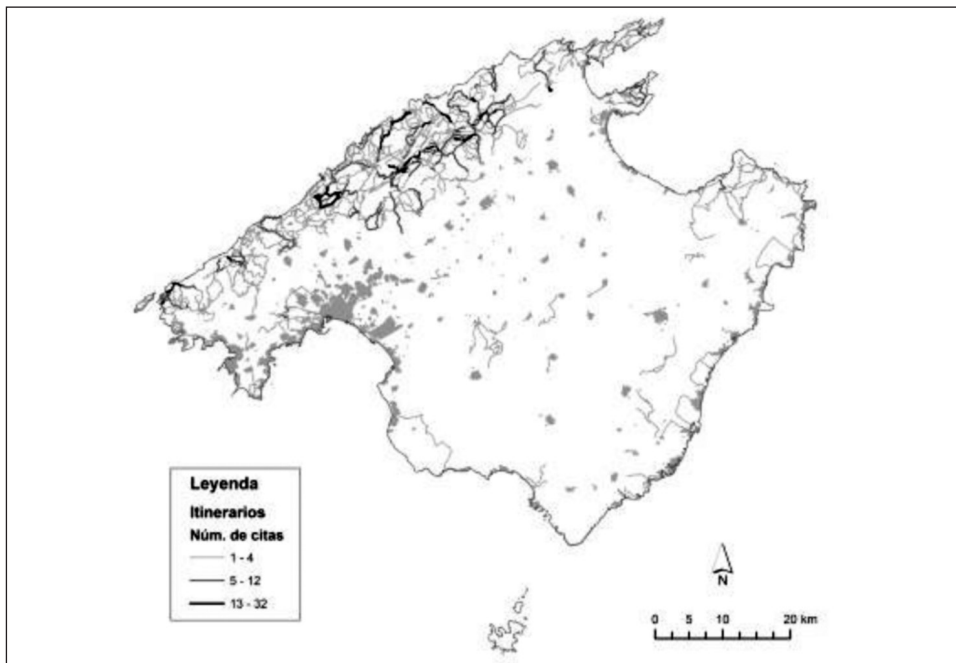 Leyenda
Itinerarios
Núm. de citas
1 - 4
5 - 12
13 - 32
N
0 5 10 20 km